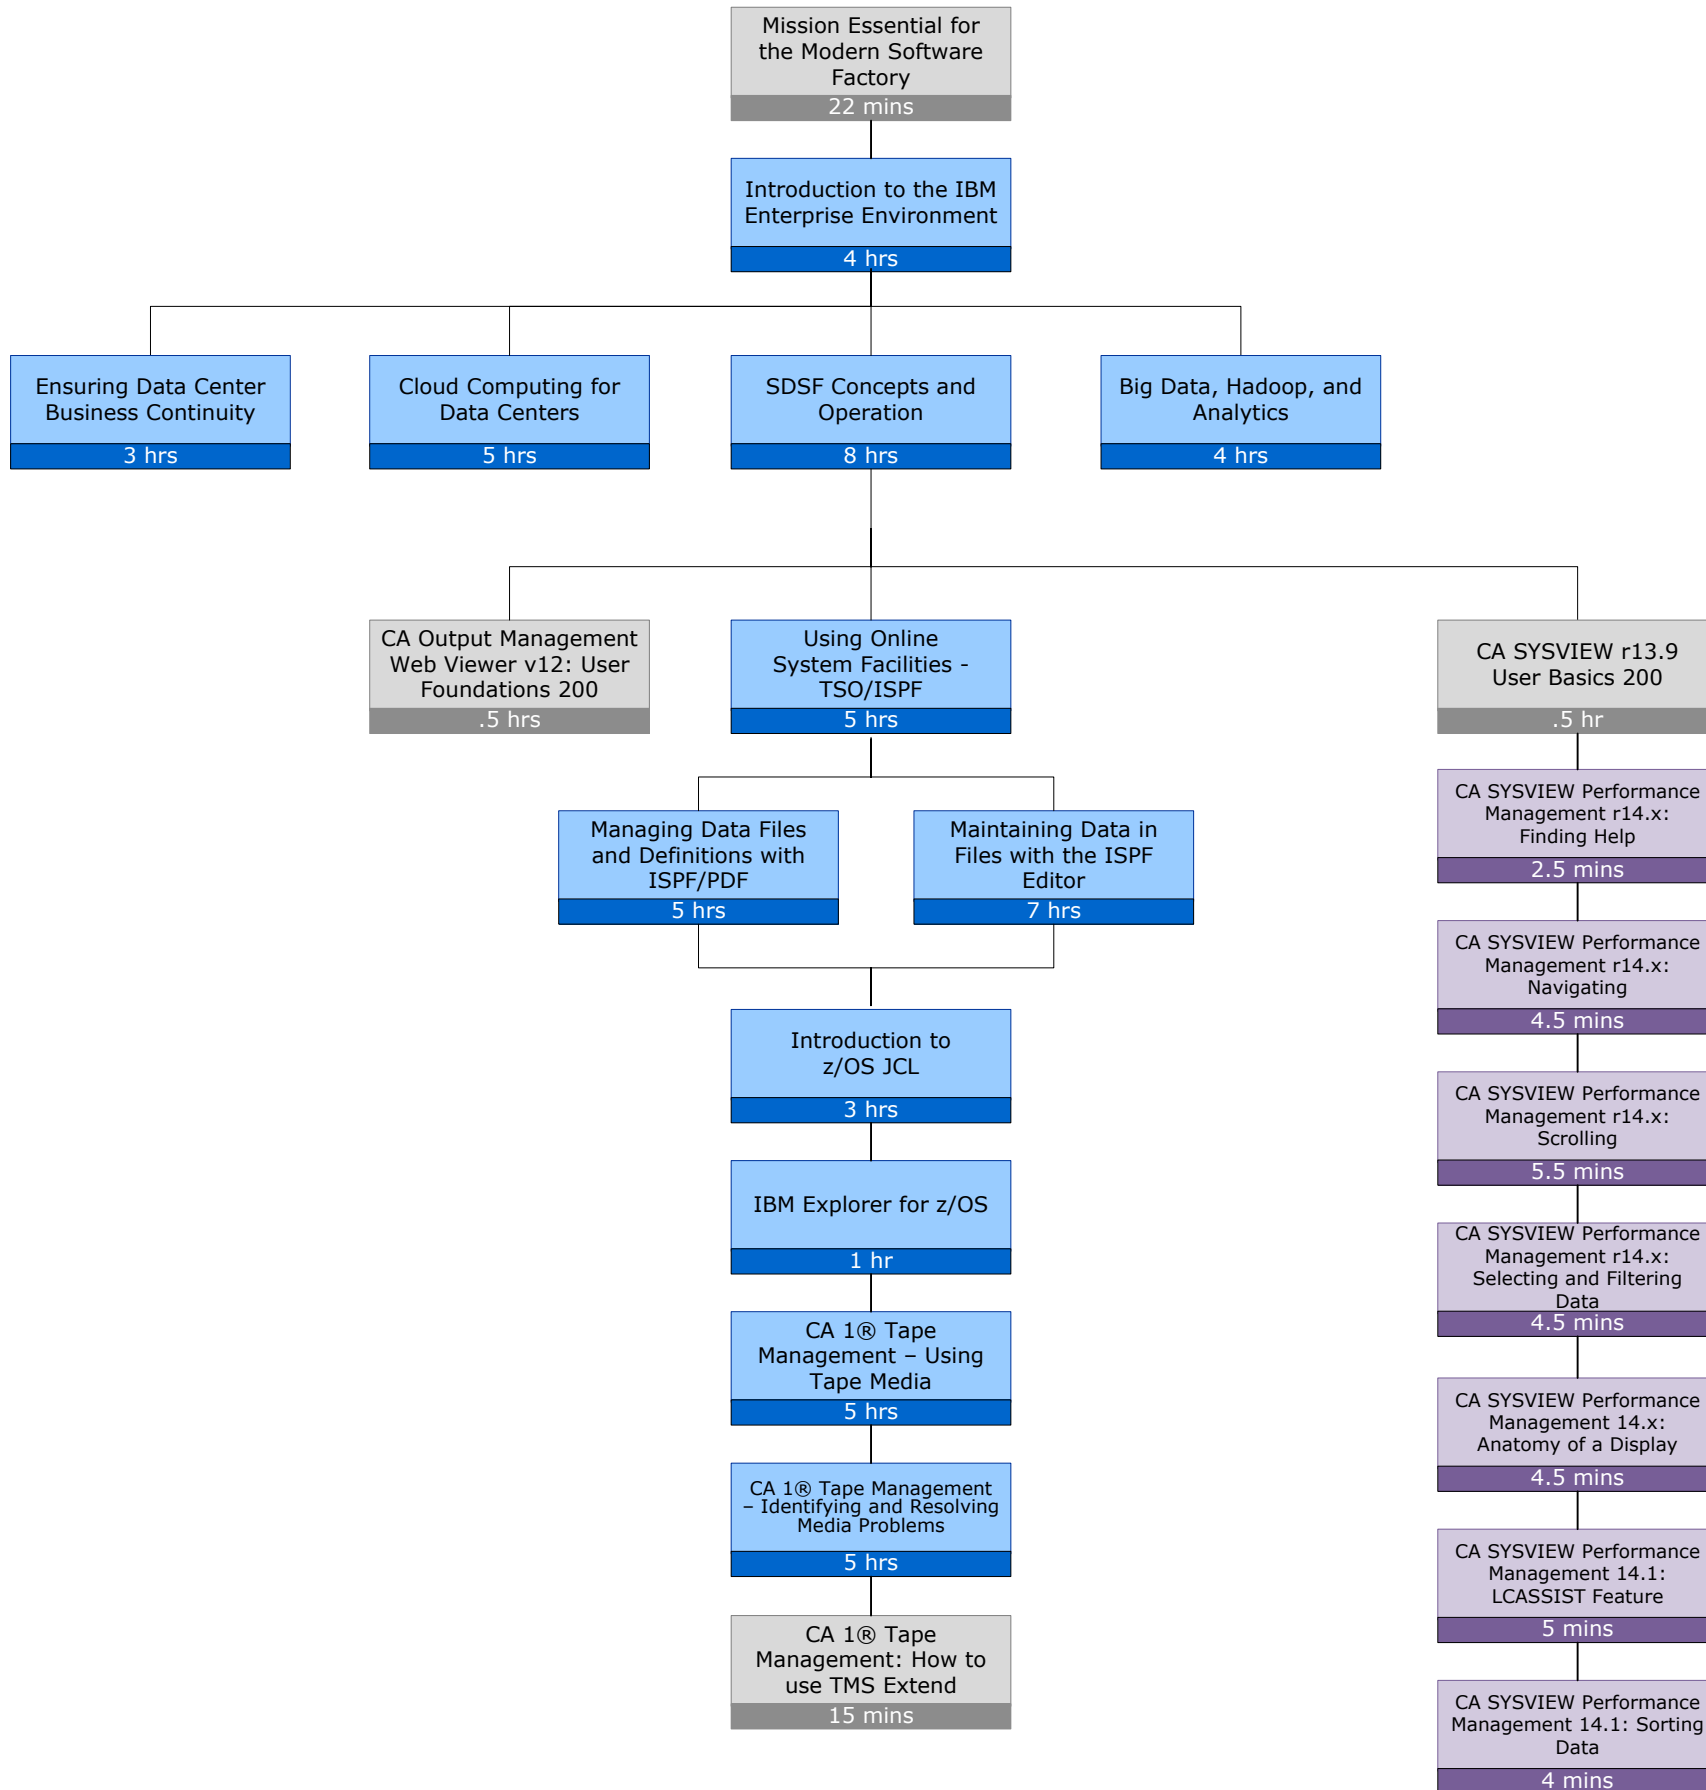 Mission Essential for
the Modern Software
Factory
22 mins
Introduction to the IBM
Enterprise Environment
4 hrs
Ensuring Data Center
Business Continuity
3 hrs
Cloud Computing for
Data Centers
5 hrs
SDSF Concepts and
Operation
8 hrs
Big Data, Hadoop, and
Analytics
4 hrs
CA Output Management
Web Viewer v12: User
Foundations 200
.5 hrs
Using Online
System Facilities -
TSO/ISPF
5 hrs
CA SYSVIEW r13.9
User Basics 200
.5 hr
Managing Data Files
and Definitions with
ISPF/PDF
5 hrs
Maintaining Data in
Files with the ISPF
Editor
7 hrs
Introduction to
z/OS JCL
3 hrs
IBM Explorer for z/OS
1 hr
CA 1® Tape
Management – Using
Tape Media
5 hrs
CA 1® Tape Management
– Identifying and Resolving
Media Problems
5 hrs
CA 1® Tape
Management: How to
use TMS Extend
15 mins
CA SYSVIEW Performance
Management r14.x:
Finding Help
2.5 mins
CA SYSVIEW Performance
Management r14.x:
Navigating
4.5 mins
CA SYSVIEW Performance
Management r14.x:
Scrolling
5.5 mins
CA SYSVIEW Performance
Management r14.x:
Selecting and Filtering
Data
4.5 mins
CA SYSVIEW Performance
Management 14.x:
Anatomy of a Display
4.5 mins
CA SYSVIEW Performance
Management 14.1:
LCASSIST Feature
5 mins
CA SYSVIEW Performance
Management 14.1: Sorting
Data
4 mins